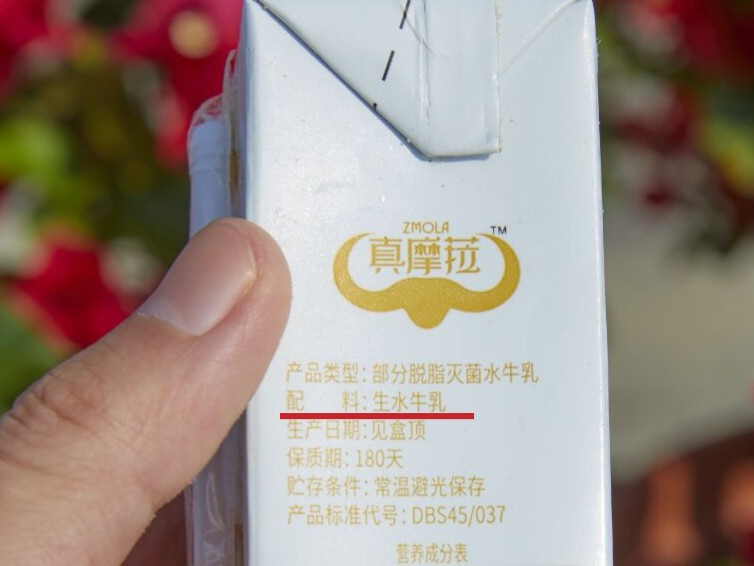 ZMOLA
真摩菈 TM
产品类型：部分脱脂灭菌水牛乳
配 料：生水牛乳
生产日期：见盒顶
保质期：180天
贮存条件：常温避光保存
产品标准代号：DBS45/037
营养成分表